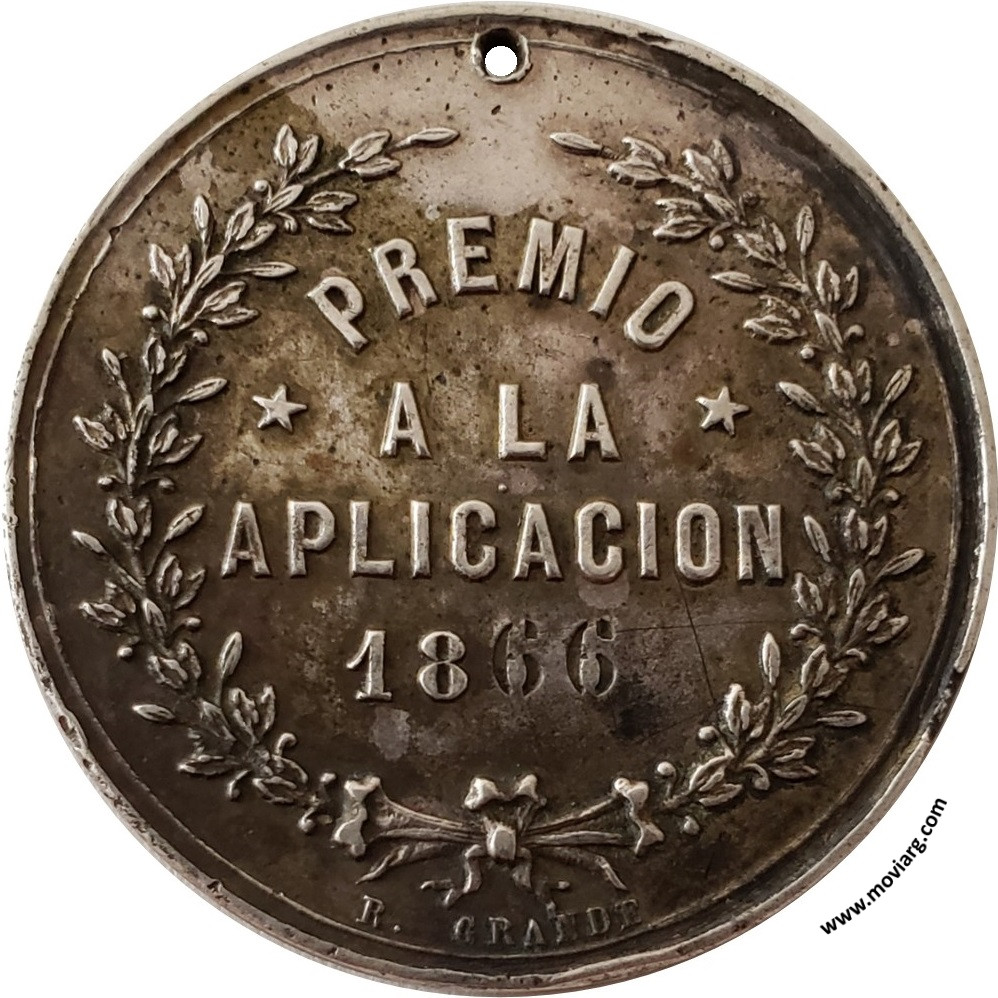 PREMIO
A LA
APLICACION
1866
R. GRANDE
www.moviarg.com